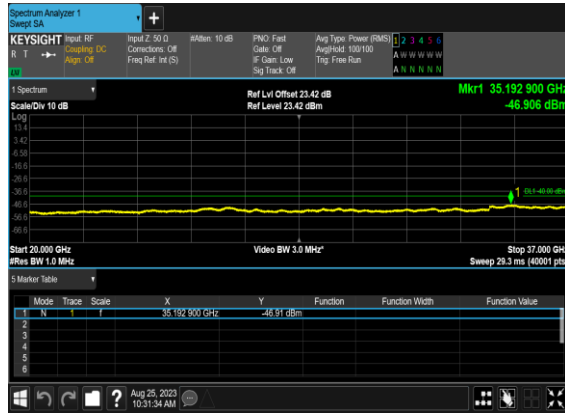 Spectrum Analyzer 1
Swept SA
+
KEYSIGHT Input: RF Input Z: 50 Ω #Atten: 10 dB PNO: Fast Avg Type: Power (RMS) 1 2 3 4 5 6
R T Coupling: DC Corrections: Off Gate: Off Avg|Hold: 100/100 A W W W W W
Align: Off Freq Ref: Int (S) IF Gain: Low Trig: Free Run
Sig Track: Off A N N N N N
LW
1 Spectrum Ref Lvl Offset 23.42 dB Mkr1 35.192 900 GHz
Scale/Div 10 dB Ref Level 23.42 dBm -46.906 dBm
Log
13.4
3.42
-6.58
-16.6
-26.6
-36.6 1 DL1 -40.00 dBm
-46.6
-56.6
-66.6
Start 20.000 GHz Video BW 3.0 MHz* Stop 37.000 GHz
#Res BW 1.0 MHz Sweep 29.3 ms (40001 pts)
5 Marker Table
Mode Trace Scale X Y Function Function Width Function Value
1 N 1 f 35.192 900 GHz -46.91 dBm
2
3
4
5
6
? Aug 25, 2023
10:31:34 AM